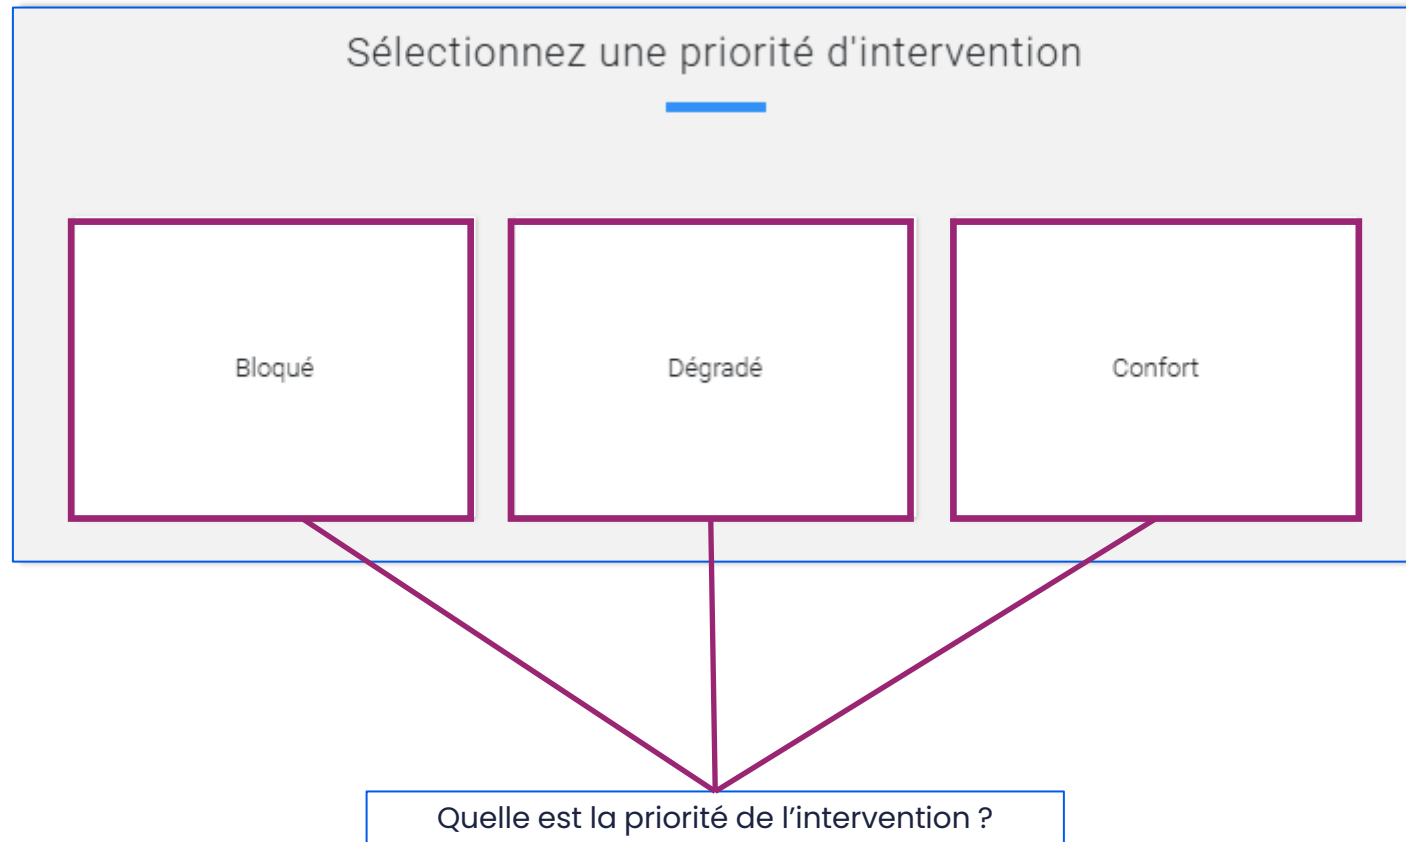 Sélectionnez une priorité d'intervention
Bloqué
Dégradé
Confort
Quelle est la priorité de l’intervention ?